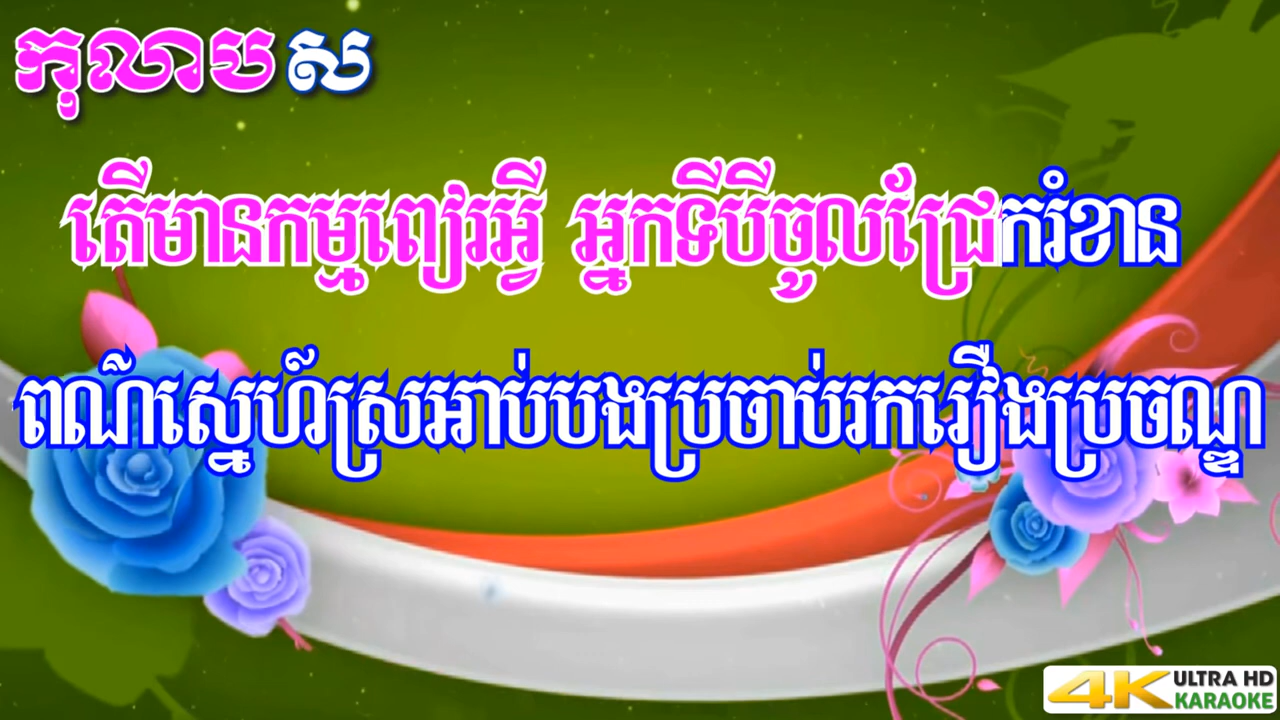 កុលាប ស
តើមានកម្មពៀរអ្វី អ្នកទីបីចូលជ្រែករំខាន
ពណ៌ស្នេហ៍ស្រអាប់បងប្រចាប់រករឿងប្រចណ្ឌ
4K ULTRA HD
KARAOKE